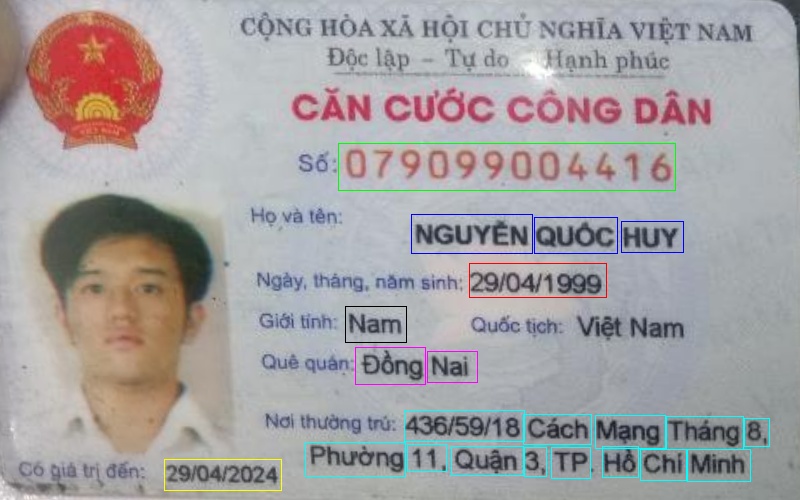 CỘNG HÒA XÃ HỘI CHỦ NGHĨA VIỆT NAM
Độc lập – Tự do – Hạnh phúc
CĂN CƯỚC CÔNG DÂN
Số: 079099004416
Họ và tên:
NGUYỄN QUỐC HUY
Ngày, tháng, năm sinh: 29/04/1999
Giới tính: Nam Quốc tịch: Việt Nam
Quê quán: Đồng Nai
Nơi thường trú: 436/59/18 Cách Mạng Tháng 8,
Phường 11, Quận 3, TP. Hồ Chí Minh
Có giá trị đến: 29/04/2024